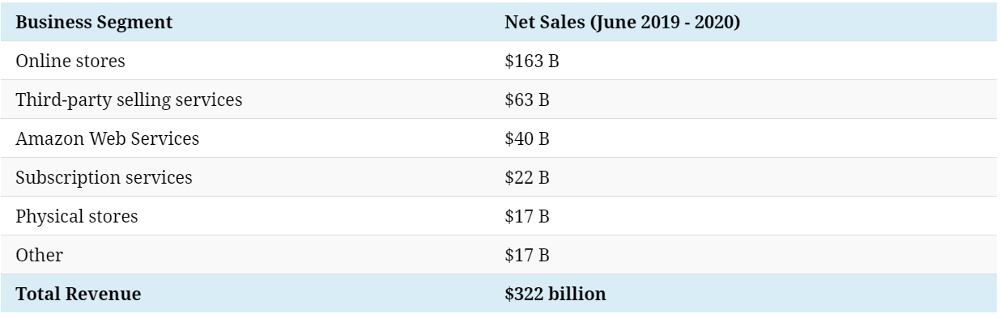 Business Segment Net Sales (June 2019 - 2020)
Online stores $163 B
Third-party selling services $63 B
Amazon Web Services $40 B
Subscription services $22 B
Physical stores $17 B
Other $17 B
Total Revenue $322 billion